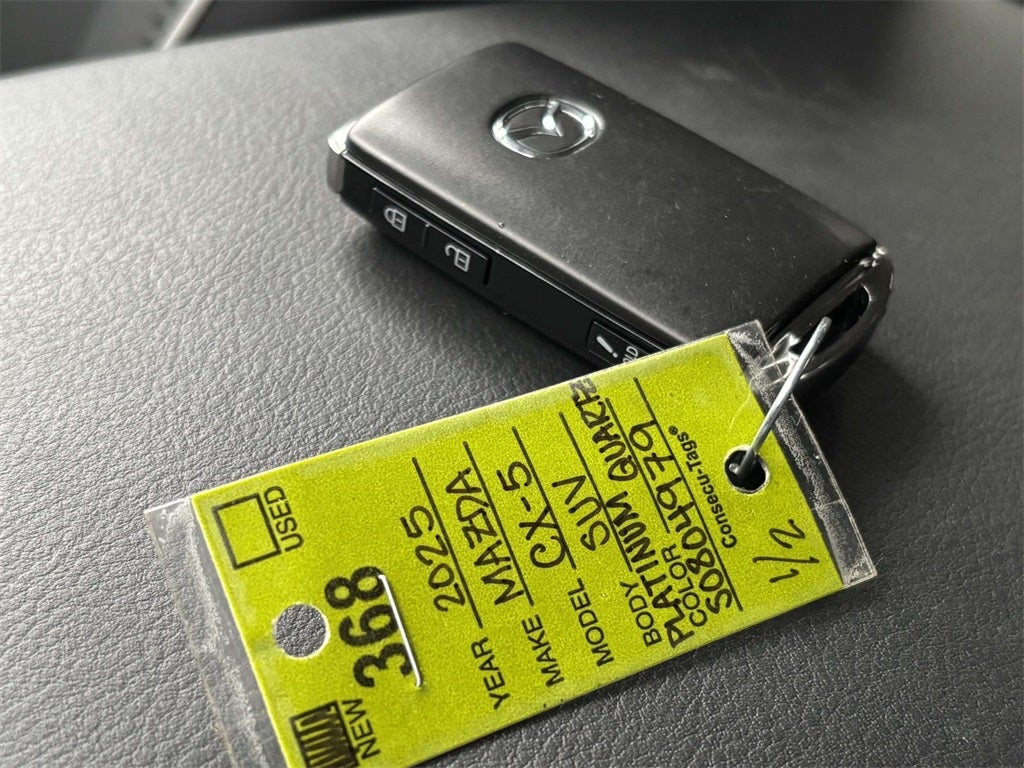 USED
368
NEW
YEAR 2025
MAKE MAZDA
MODEL CX-5
BODY SUV
COLOR PLATINUM QUARTZ
S0804979
Consecu-Tags®
1/2